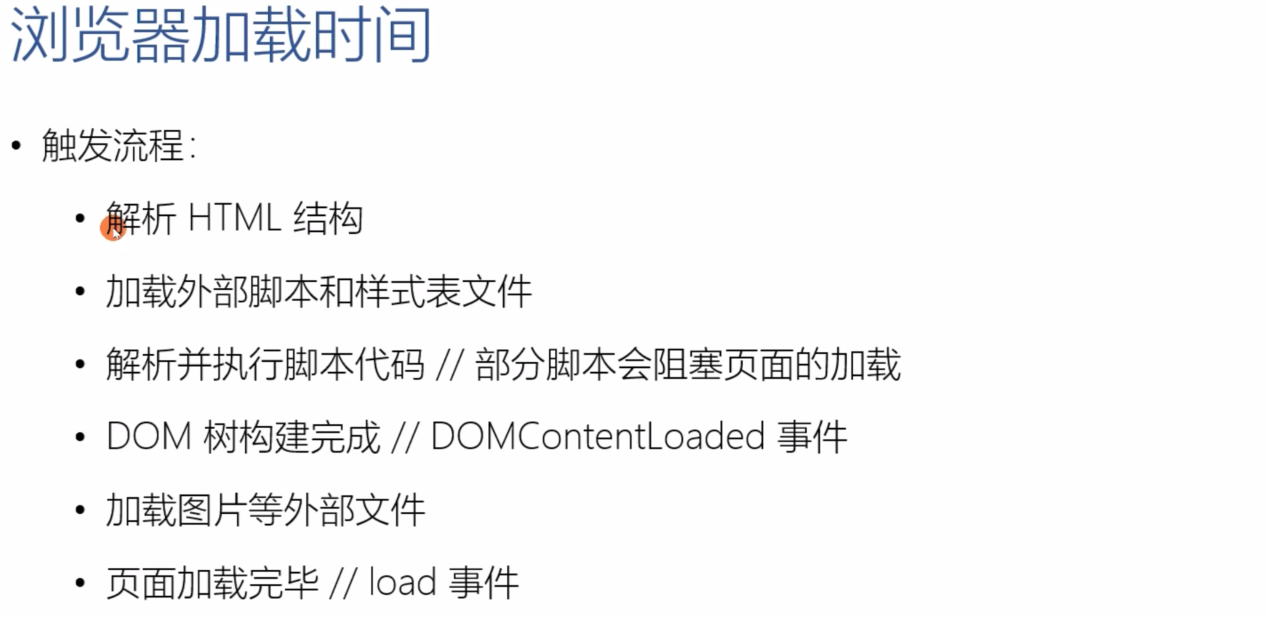 浏览器加载时间
• 触发流程：
• 解析 HTML 结构
• 加载外部脚本和样式表文件
• 解析并执行脚本代码 // 部分脚本会阻塞页面的加载
• DOM 树构建完成 // DOMContentLoaded 事件
• 加载图片等外部文件
• 页面加载完毕 // load 事件